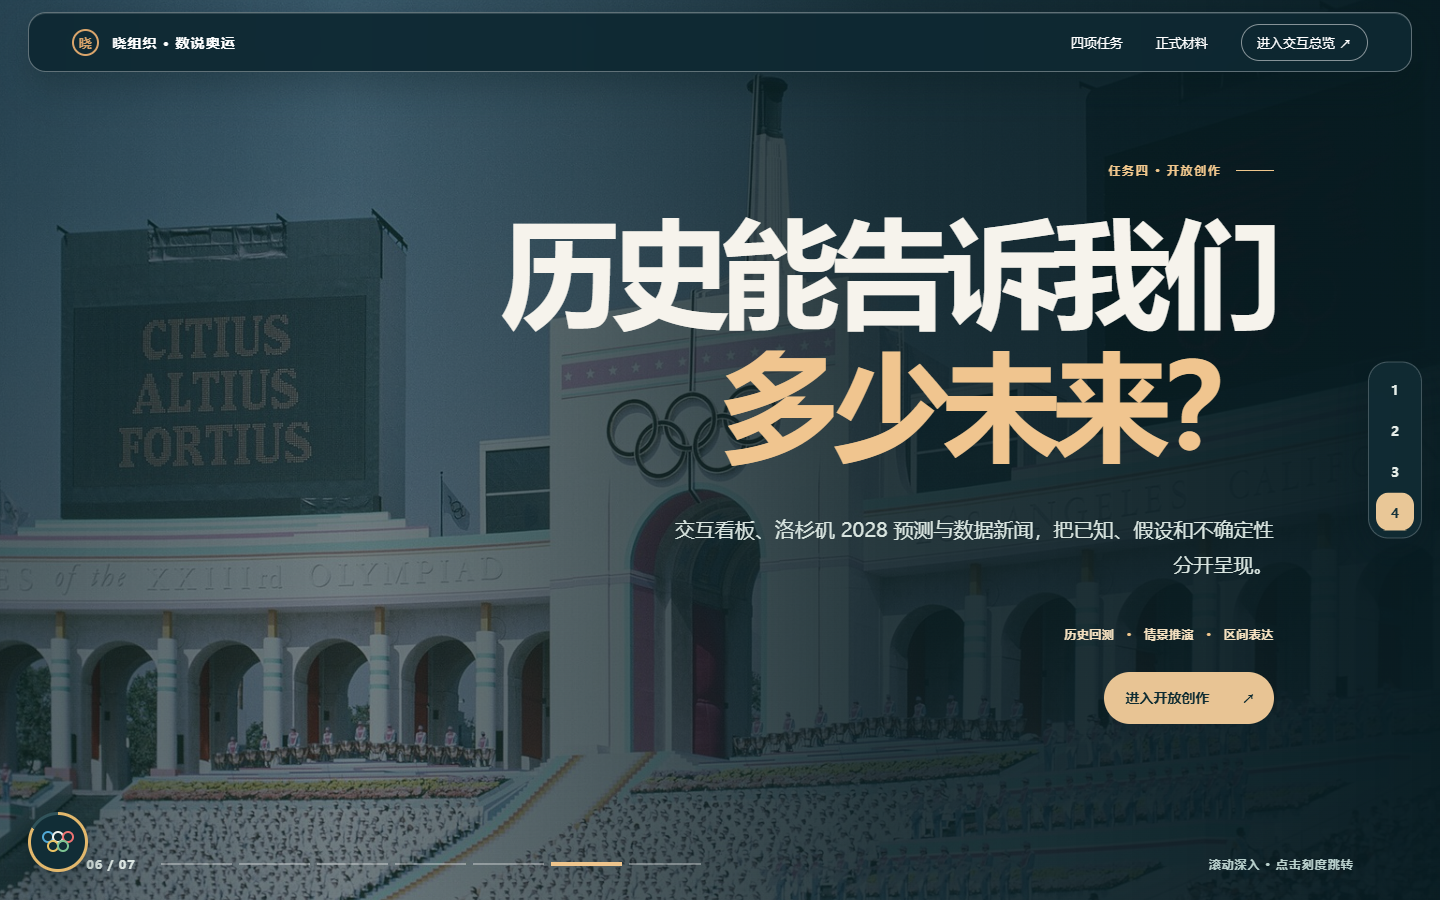 晓 晓组织・数说奥运 四项任务 正式材料 进入交互总览 ↗
任务四・开放创作
历史能告诉我们
多少未来？
CITIUS
ALTIUS
FORTIUS
1
2
3
4
交互看板、洛杉矶 2028 预测与数据新闻，把已知、假设和不确定性
分开呈现。
ES of the XXIIIrd OLYMPIAD
ANGELES CALI
历史回测 • 情景推演 • 区间表达
进入开放创作 ↗
06 / 07
滚动深入・点击刻度跳转